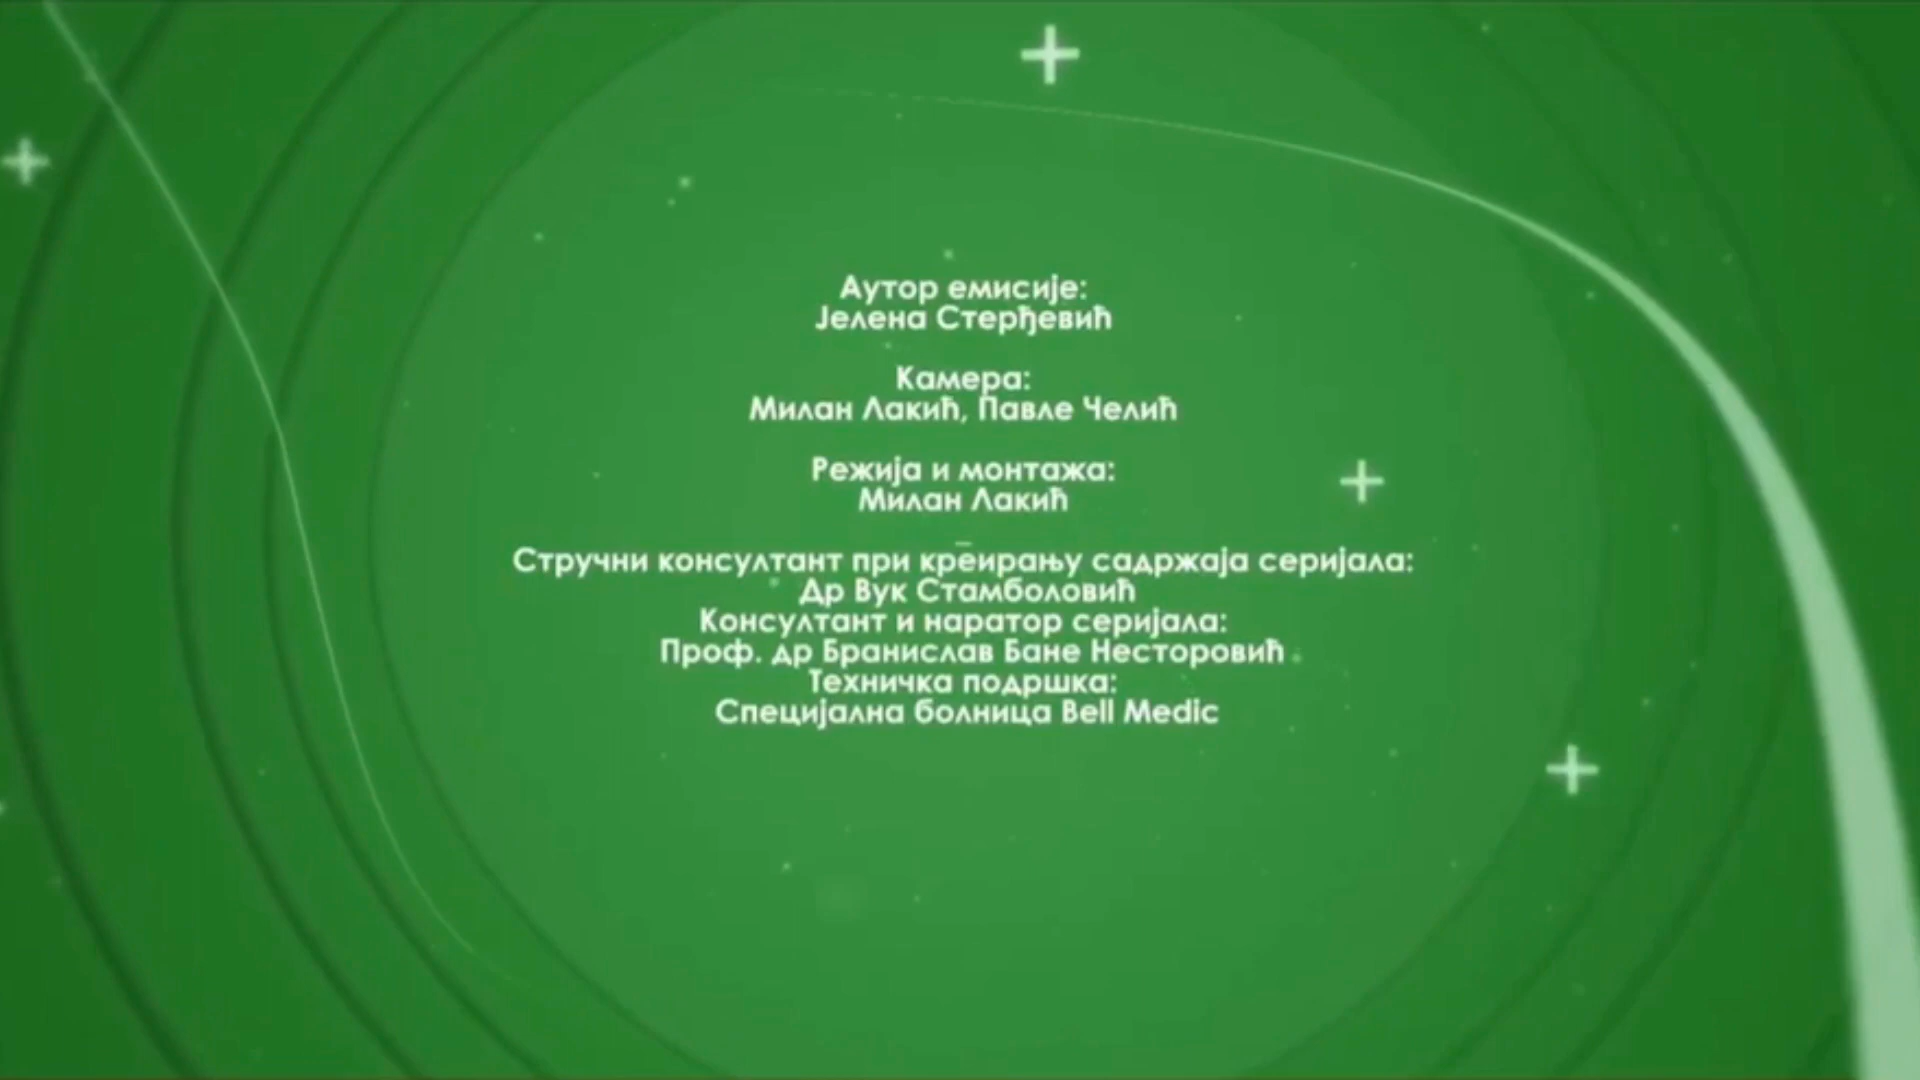 Аутор емисије:
Јелена Стерђевић
Камера:
Милан Лакић, Павле Челић
Режија и монтажа:
Милан Лакић
Стручни консултант при креирању садржаја серијала:
Др Вук Стамболовић
Консултант и наратор серијала:
Проф. др Бранислав Бане Несторовић
Техничка подршка:
Специјална болница Bell Medic